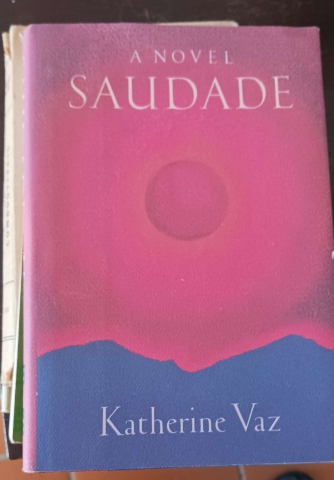 A NOVEL
SAUDADE
Katherine Vaz